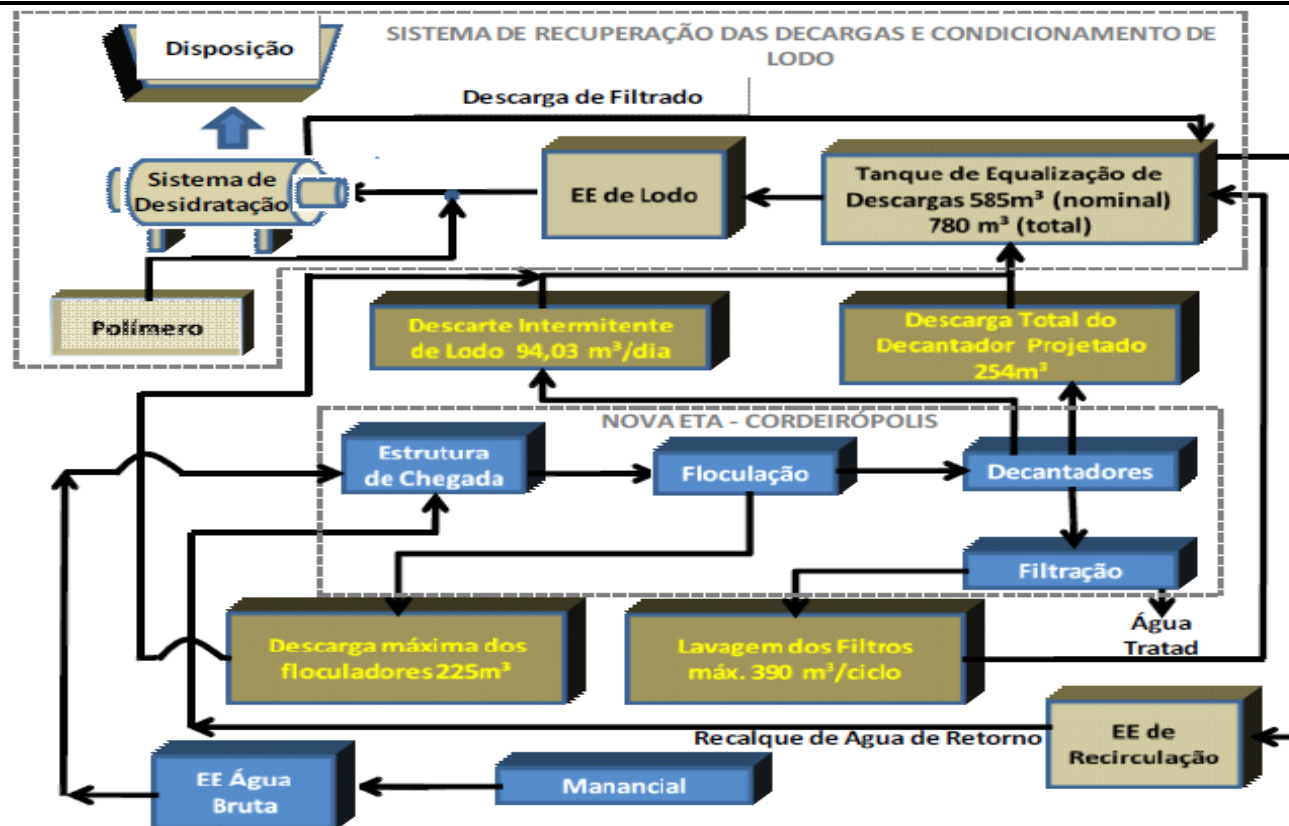 Disposição
SISTEMA DE RECUPERAÇÃO DAS DECARGAS E CONDICIONAMENTO DE
LODO
Descarga de Filtrado
Sistema de
Desidratação
EE de Lodo
Tanque de Equalização de
Descargas 585m³ (nominal)
780 m³ (total)
Polímero
Descarte Intermitente
de Lodo 94,03 m³/dia
Descarga Total do
Decantador Projetado
254m³
NOVA ETA - CORDEIRÓPOLIS
Estrutura
de Chegada
Floculação
Decantadores
Filtração
Descarga máxima dos
floculadores 225m³
Lavagem dos Filtros
máx. 390 m³/ciclo
Água
Tratad
Recalque de Agua de Retorno
EE de
Recirculação
EE Água
Bruta
Manancial